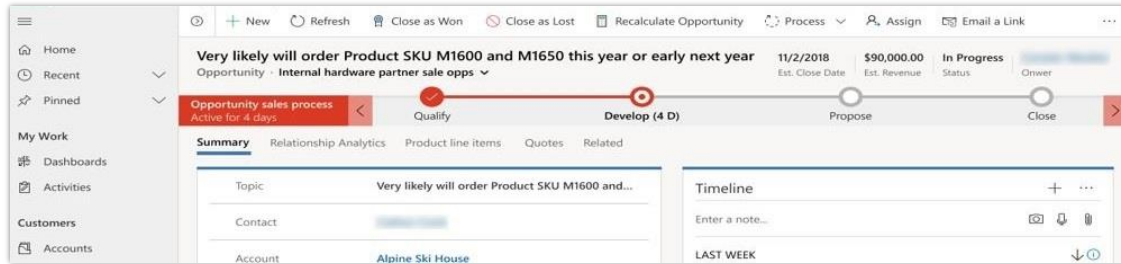 + New Refresh Close as Won Close as Lost Recalculate Opportunity Process Assign Email a Link ...
Home
Recent
Pinned
My Work
Dashboards
Activities
Customers
Accounts
Very likely will order Product SKU M1600 and M1650 this year or early next year
Opportunity · Internal hardware partner sale opps
11/2/2018
Est. Close Date
$90,000.00
Est. Revenue
In Progress
Status
Onwer
Opportunity sales process
Active for 4 days
Qualify
Develop (4 D)
Propose
Close
Summary Relationship Analytics Product line items Quotes Related
Topic Very likely will order Product SKU M1600 and...
Contact
Account Alpine Ski House
Timeline + ...
Enter a note...
LAST WEEK